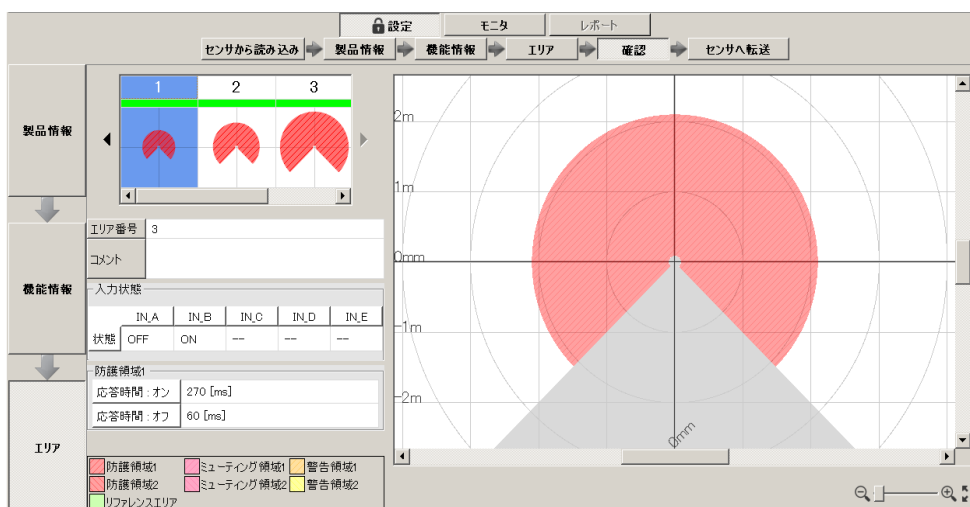 設定 モニタ レポート
センサから読み込み 製品情報 機能情報 エリア 確認 センサへ転送
製品情報
機能情報
エリア
1 2 3
エリア番号 3
コメント
入力状態
IN_A IN_B IN_C IN_D IN_E
状態 OFF ON -- -- --
防護領域1
応答時間 : オン 270 [ms]
応答時間 : オフ 60 [ms]
防護領域1 ミューティング領域1 警告領域1
防護領域2 ミューティング領域2 警告領域2
リファレンスエリア
2m
1m
0mm
-1m
-2m
0mm